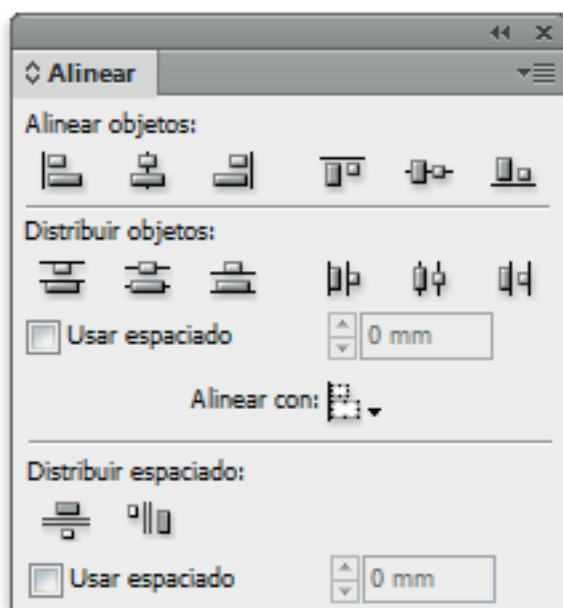 Alinear
Alinear objetos:
Distribuir objetos:
Usar espaciado 0 mm
Alinear con:
Distribuir espaciado:
Usar espaciado 0 mm